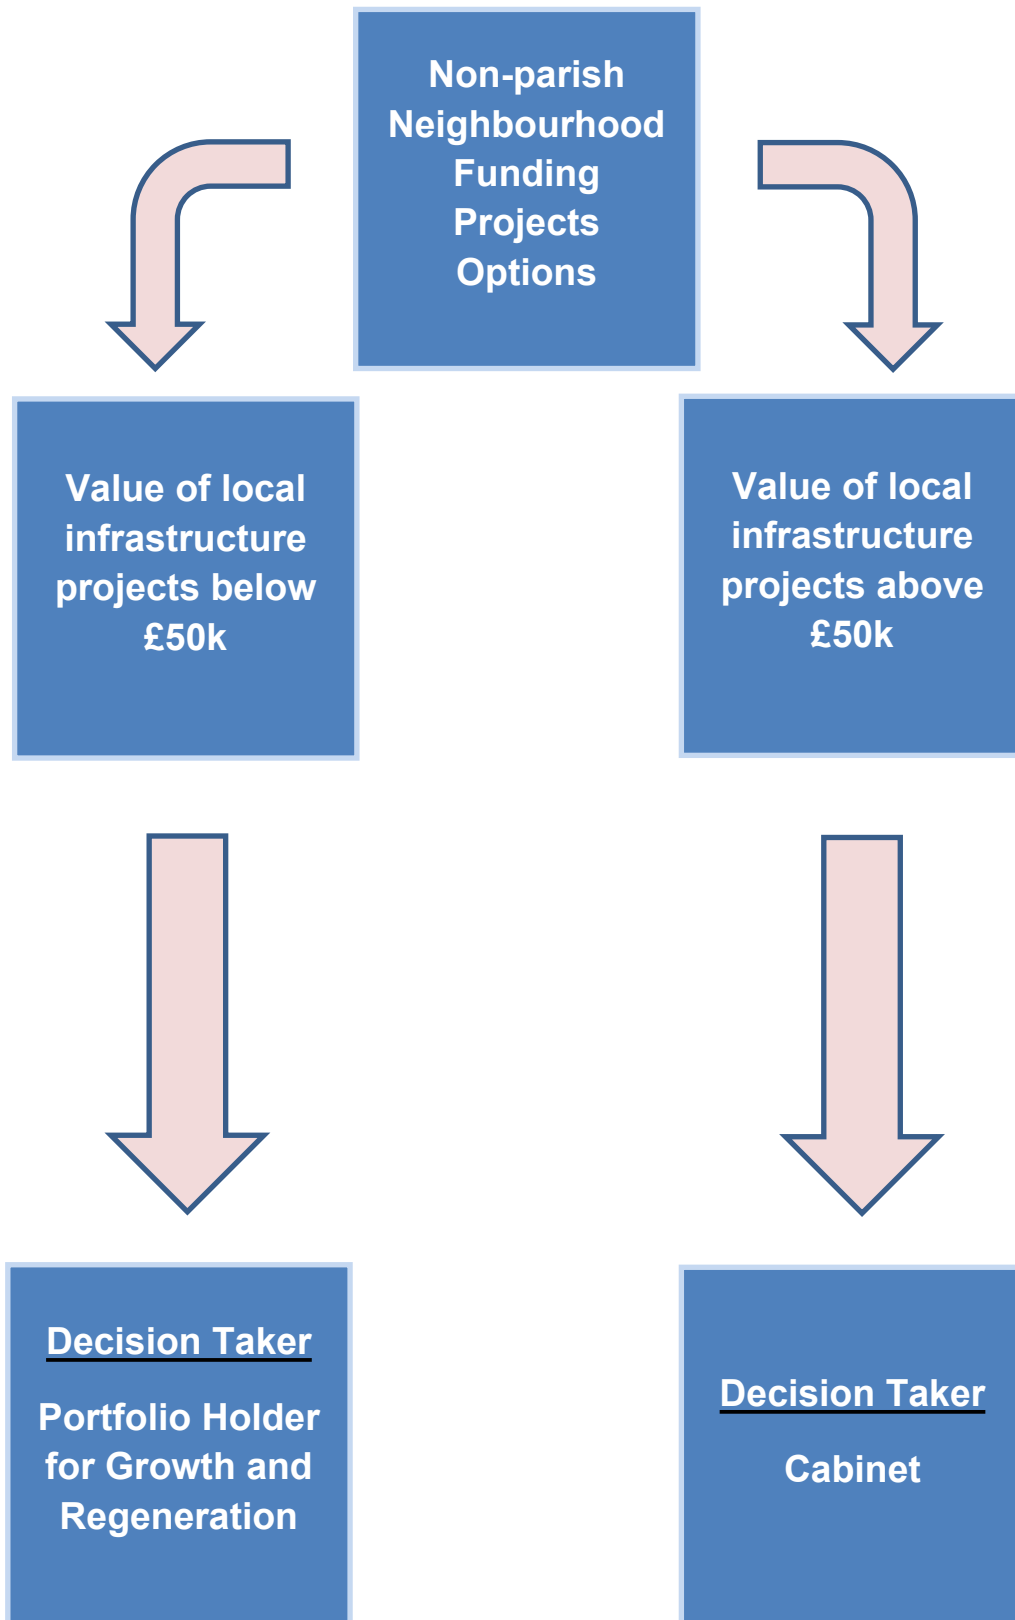 Non-parish
Neighbourhood
Funding
Projects
Options
Value of local
infrastructure
projects below
£50k
Value of local
infrastructure
projects above
£50k
Decision Taker
Portfolio Holder
for Growth and
Regeneration
Decision Taker
Cabinet